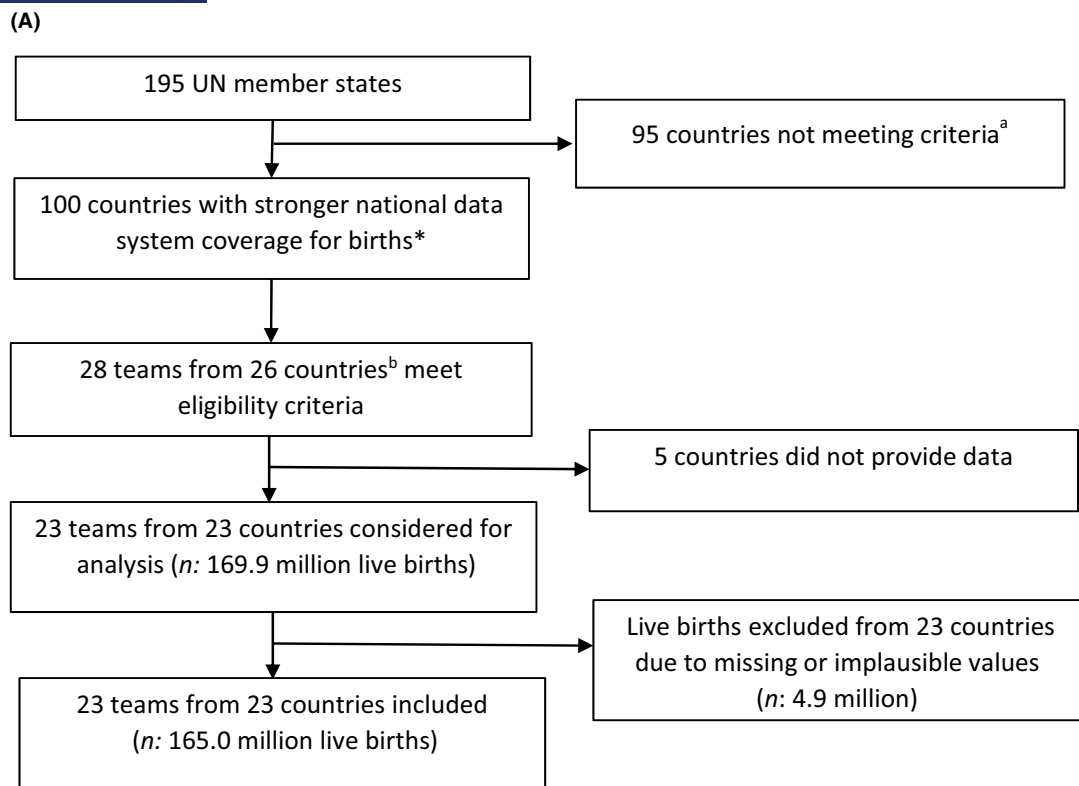 (A)
195 UN member states
95 countries not meeting criteriaᵃ
100 countries with stronger national data
system coverage for births*
28 teams from 26 countriesᵇ meet
eligibility criteria
5 countries did not provide data
23 teams from 23 countries considered for
analysis (n: 169.9 million live births)
Live births excluded from 23 countries
due to missing or implausible values
(n: 4.9 million)
23 teams from 23 countries included
(n: 165.0 million live births)